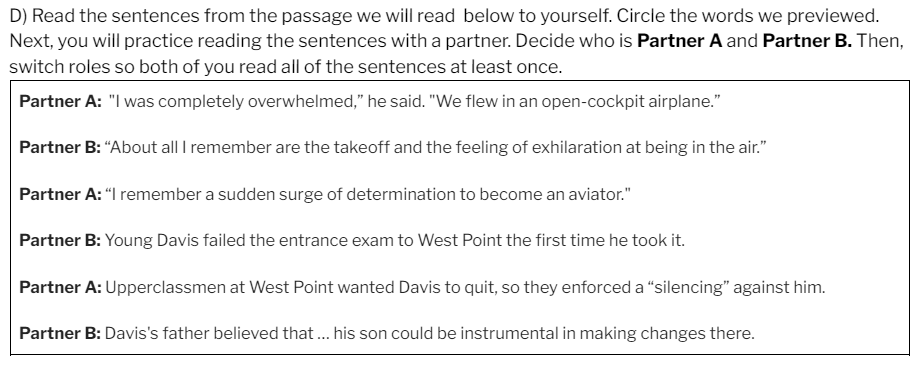 D) Read the sentences from the passage we will read below to yourself. Circle the words we previewed.
Next, you will practice reading the sentences with a partner. Decide who is Partner A and Partner B. Then,
switch roles so both of you read all of the sentences at least once.
Partner A: "I was completely overwhelmed,” he said. "We flew in an open-cockpit airplane.”
Partner B: “About all I remember are the takeoff and the feeling of exhilaration at being in the air.”
Partner A: “I remember a sudden surge of determination to become an aviator."
Partner B: Young Davis failed the entrance exam to West Point the first time he took it.
Partner A: Upperclassmen at West Point wanted Davis to quit, so they enforced a “silencing” against him.
Partner B: Davis's father believed that ... his son could be instrumental in making changes there.